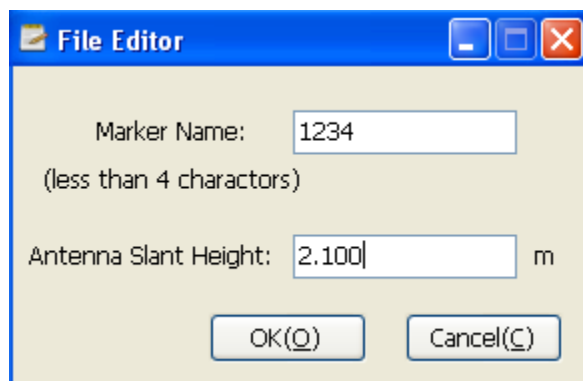 File Editor
Marker Name: 1234
(less than 4 charactors)
Antenna Slant Height: 2.100 m
OK(O) Cancel(C)